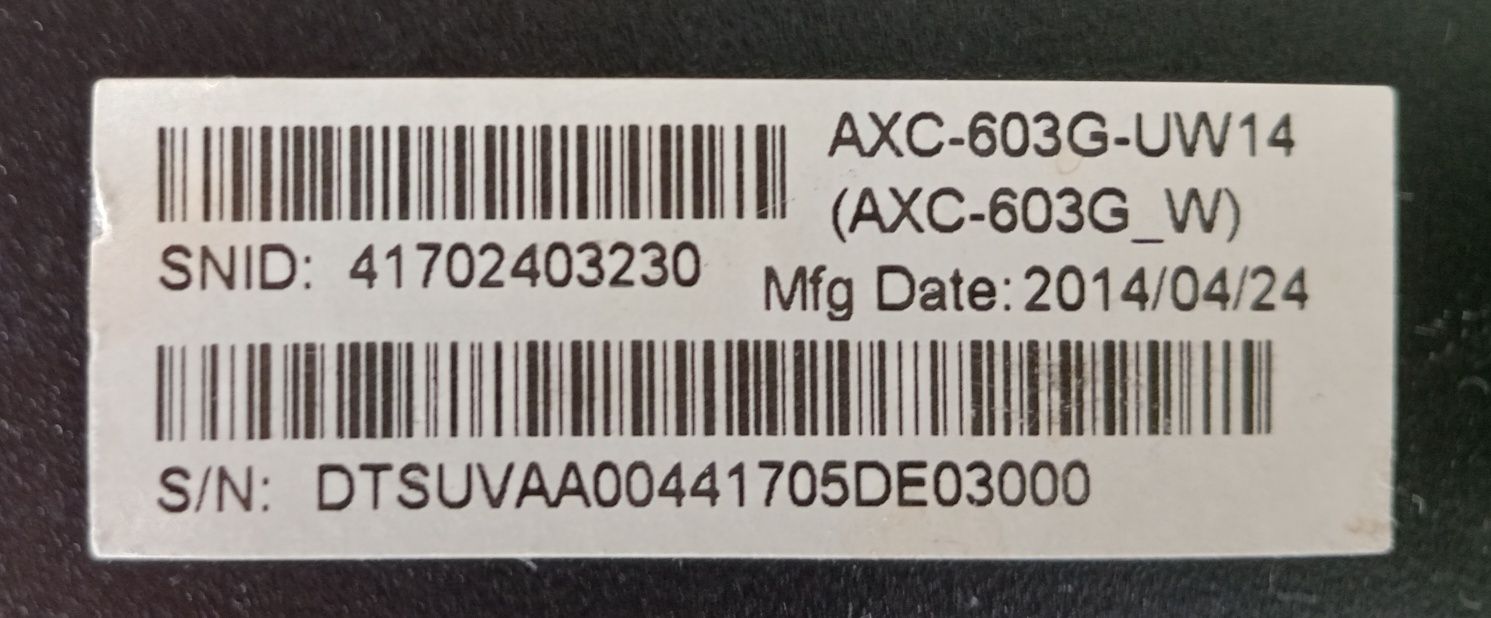 AXC-603G-UW14
(AXC-603G_W)
SNID: 41702403230
Mfg Date: 2014/04/24
S/N: DTSUVAA00441705DE03000